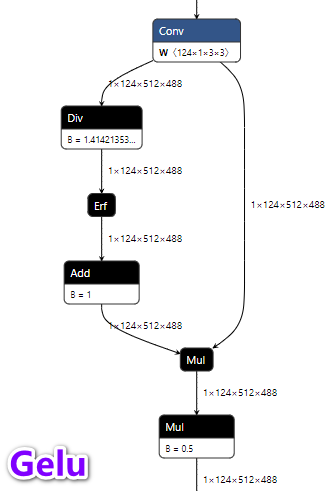 Conv
W ⟨124×1×3×3⟩
1×124×512×488
Div
B = 1.41421353...
1×124×512×488
1×124×512×488
Erf
1×124×512×488
Add
B = 1
1×124×512×488
Mul
1×124×512×488
Mul
B = 0.5
Gelu
1×124×512×488